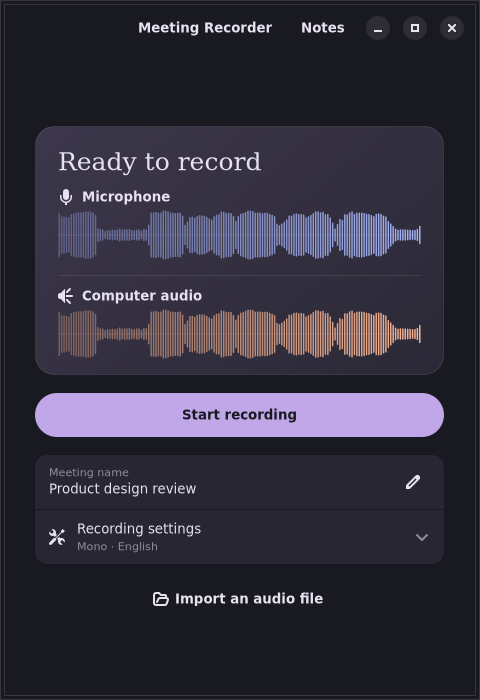 Meeting Recorder
Notes
Ready to record
Microphone
Computer audio
Start recording
Meeting name
Product design review
Recording settings
Mono · English
Import an audio file